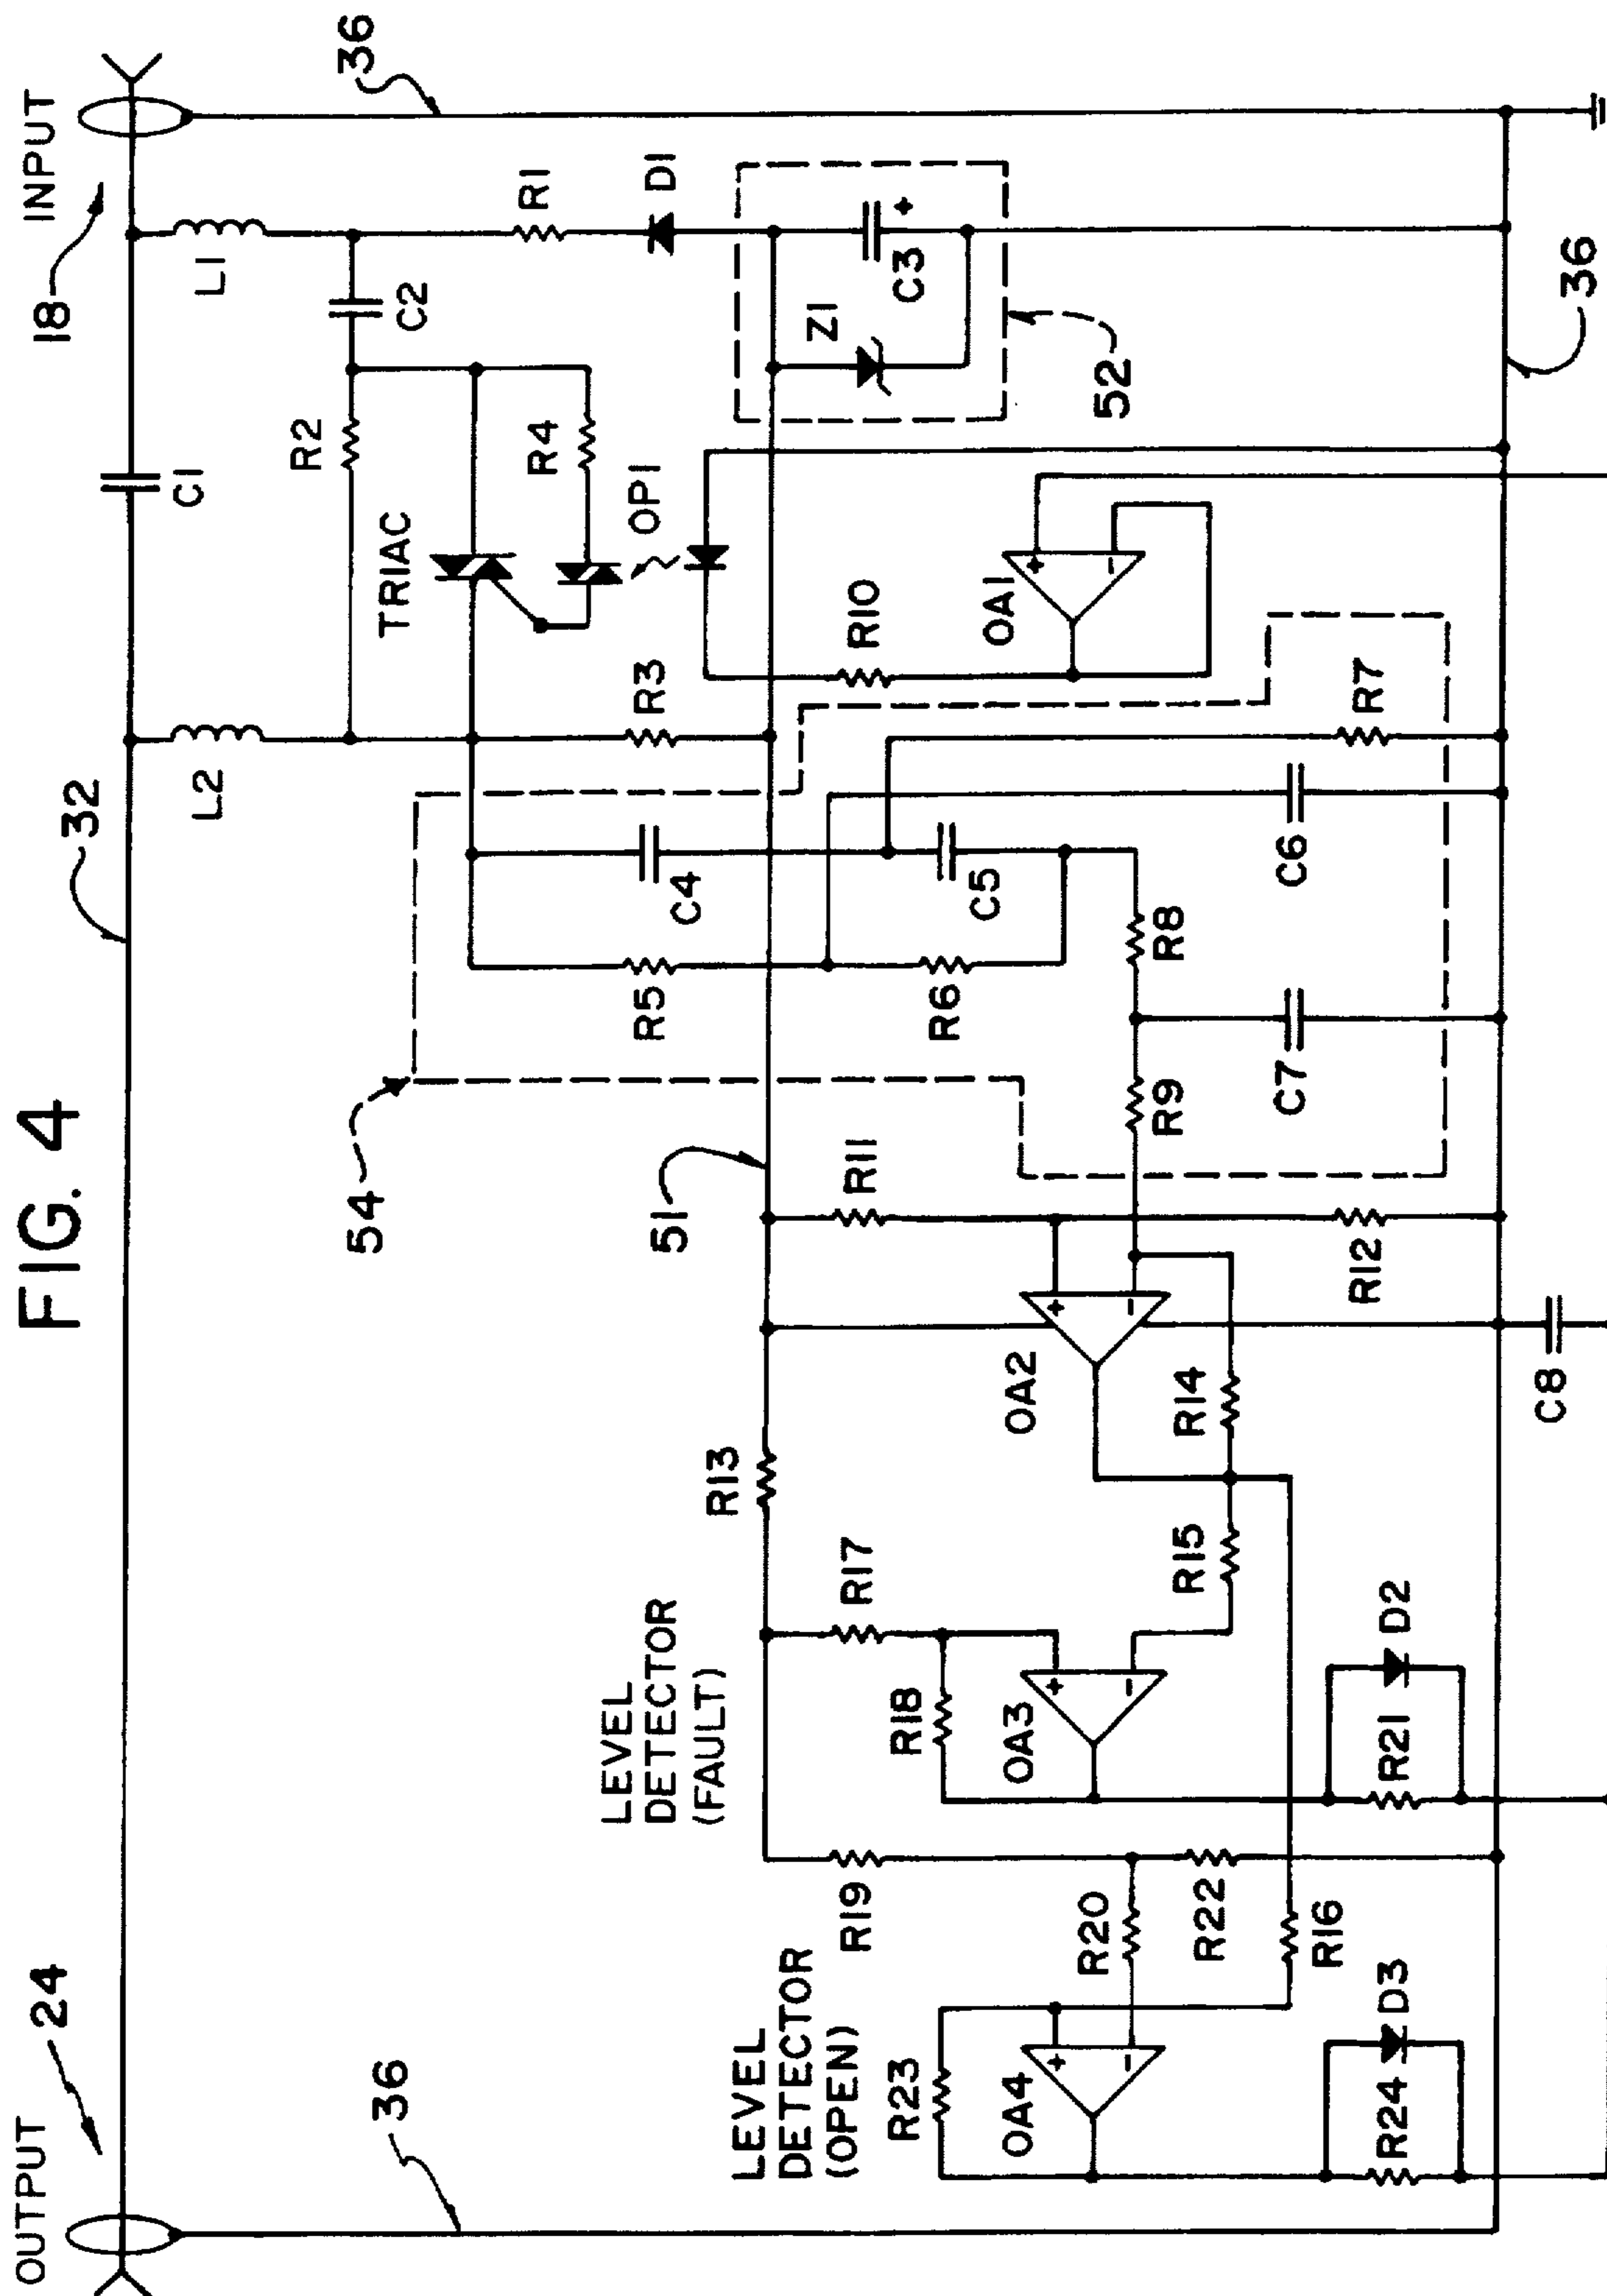 FIG. 4
OUTPUT
24
32
18
INPUT
36
C1
L2
L1
R2
C2
TRIAC
R4
R1
D1
OP1
36
54
R3
51
R13
R11
R5
C4
R10
Z1
C3
52
LEVEL
DETECTOR
(FAULT)
R17
R18
LEVEL
DETECTOR
(OPEN)
R19
R23
R6
C5
+
-
OA1
+
-
OA2
+
-
OA3
+
-
OA4
R20
R22
R15
R14
R9
R8
R16
C7
C6
R7
R12
R24
D3
R21
D2
C8
36
+